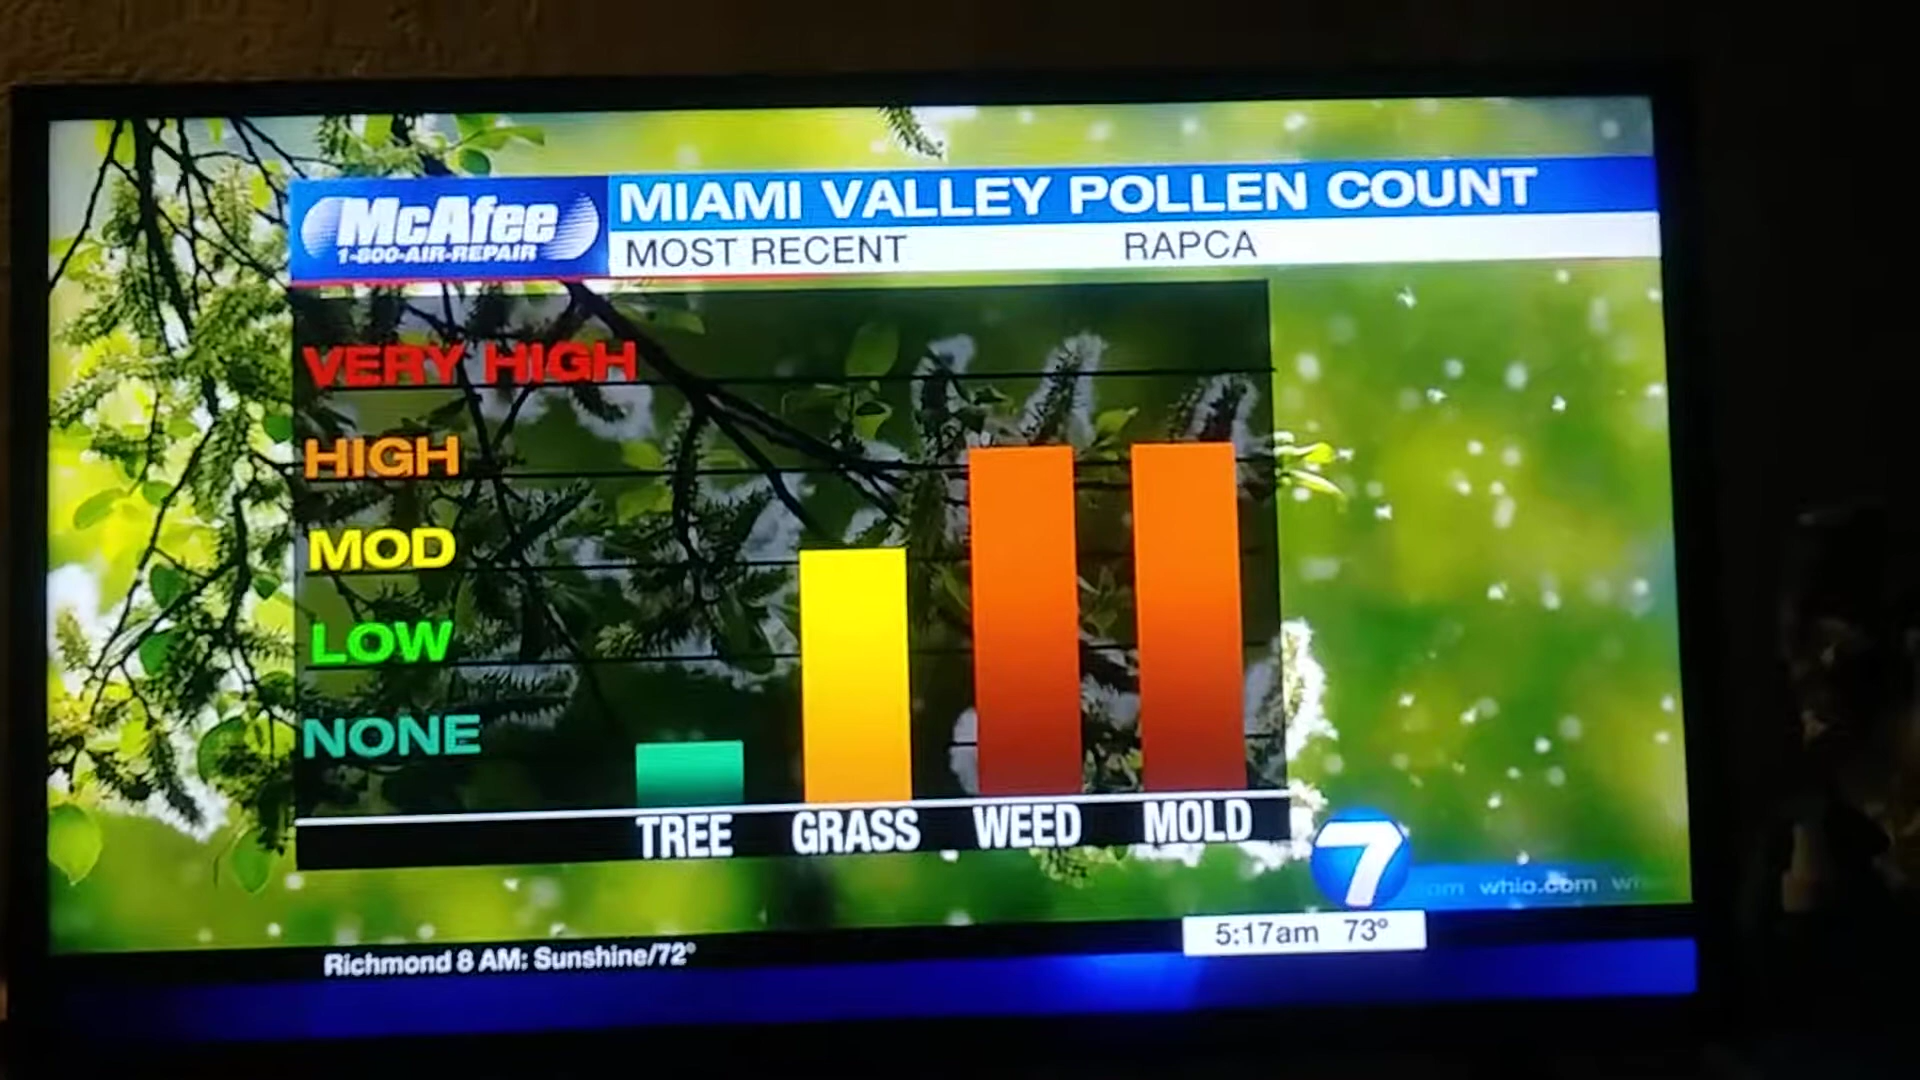 McAfee
1-800-AIR-REPAIR
MIAMI VALLEY POLLEN COUNT
MOST RECENT RAPCA
VERY HIGH
HIGH
MOD
LOW
NONE
TREE GRASS WEED MOLD
7
whio.com
5:17am 73°
Richmond 8 AM: Sunshine/72°